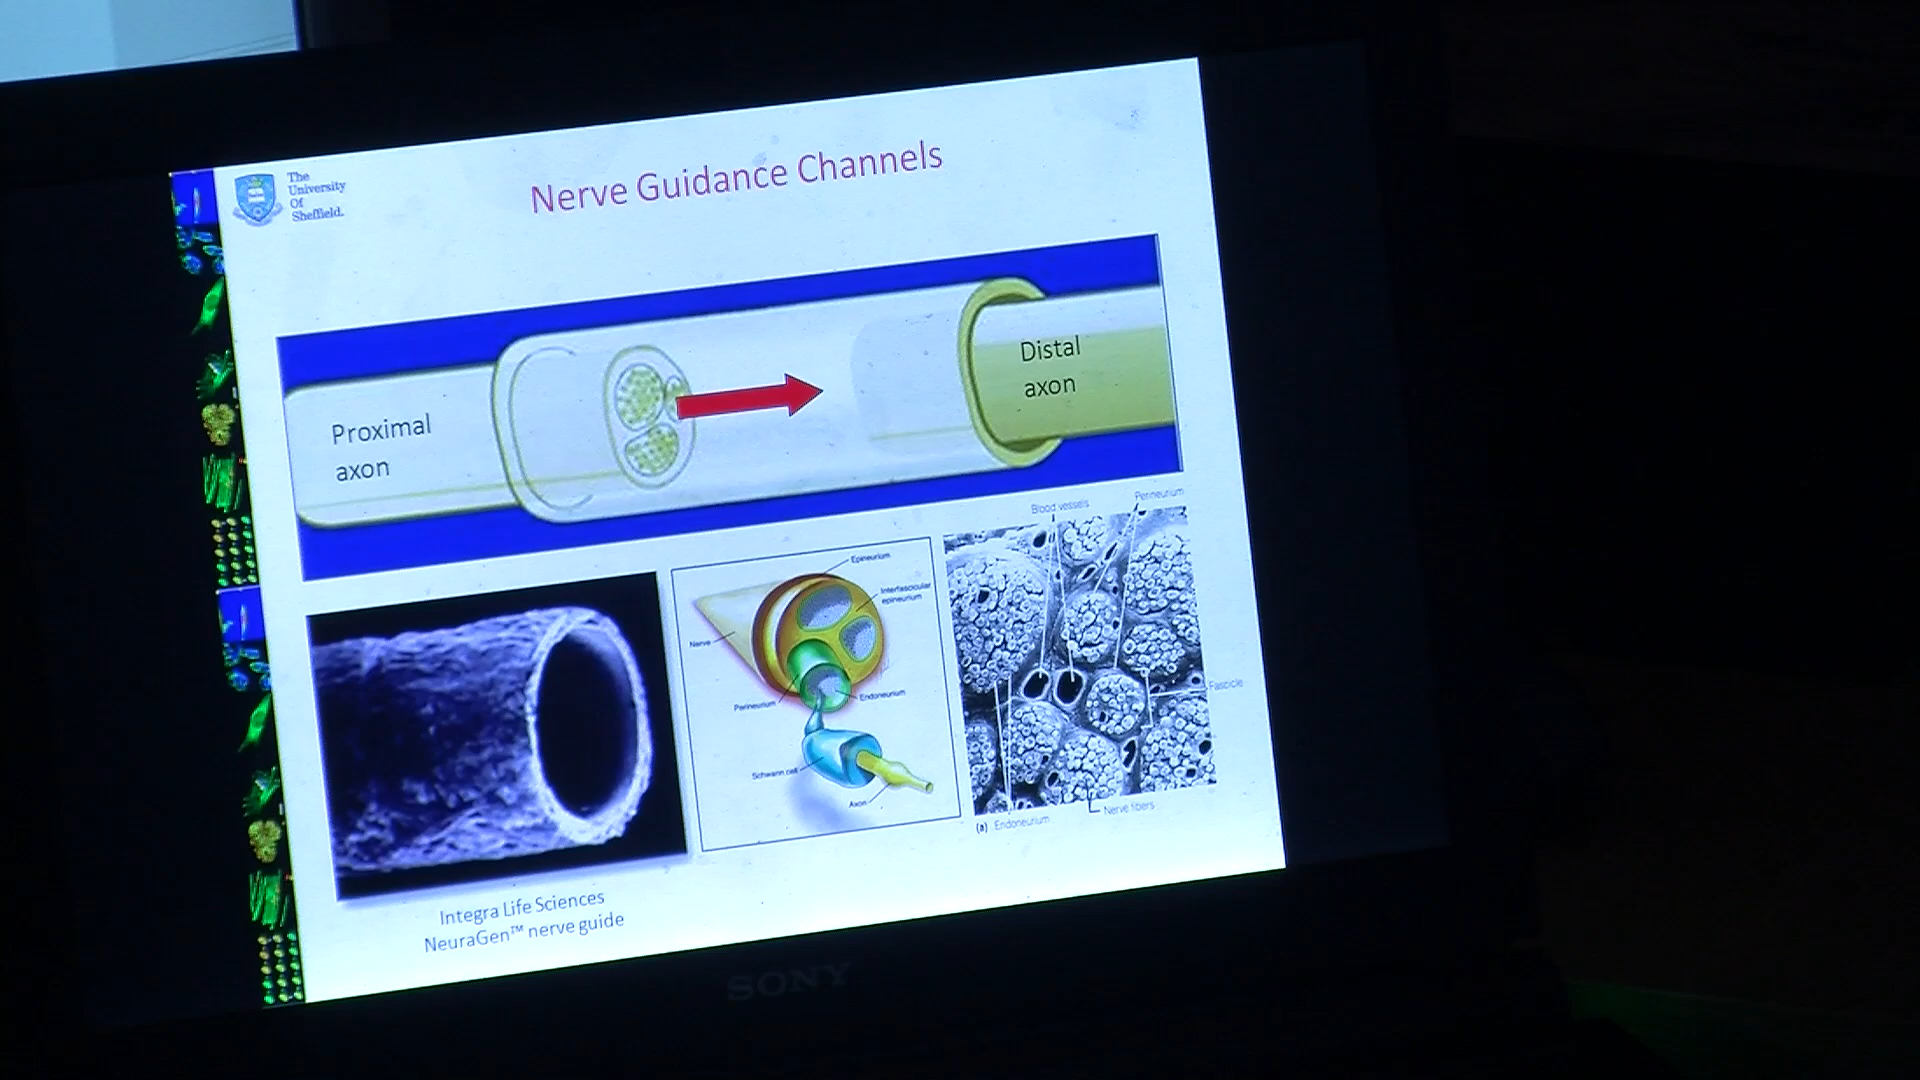 The
University
Of
Sheffield.
Nerve Guidance Channels
Proximal
axon
Distal
axon
Integra Life Sciences
NeuraGen™ nerve guide
Epineurium
Interfascicular
epineurium
Nerve
Perineurium
Endoneurium
Schwann cell
Axon
Blood vessels
Perineurium
Fascicle
(a) Endoneurium
Nerve fibers
SONY